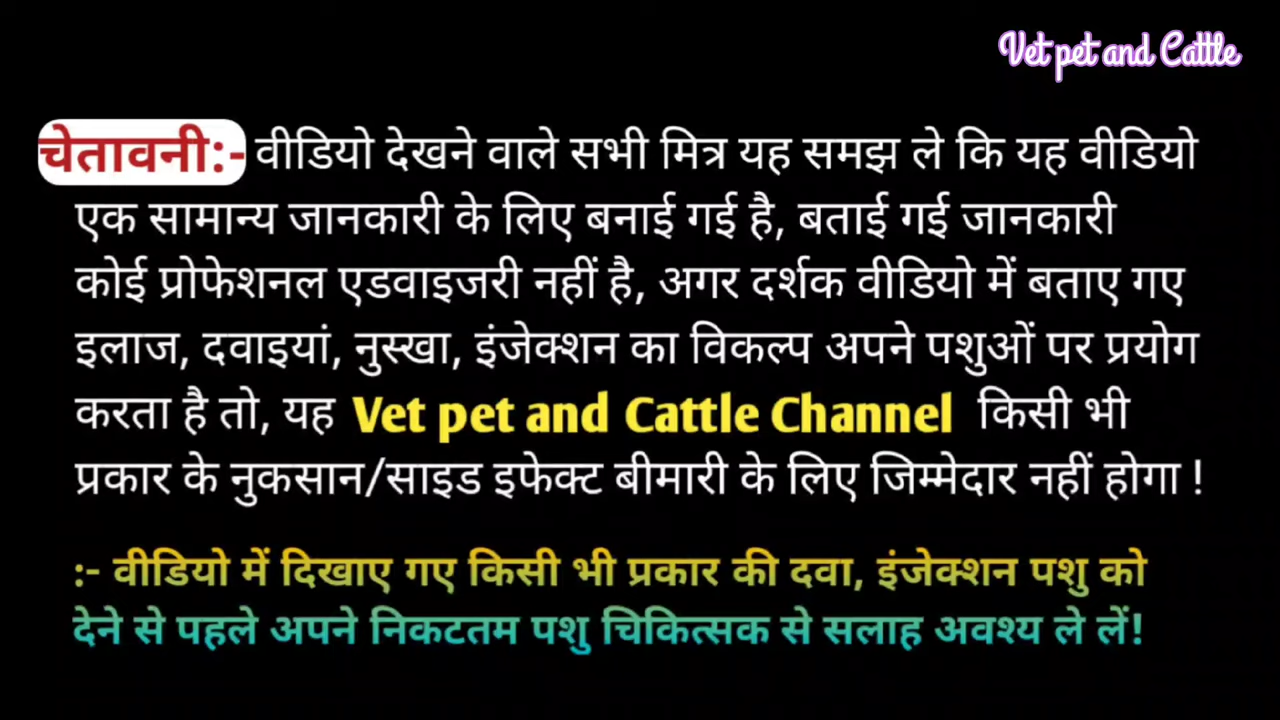 Vet pet and Cattle
चेतावनी:- वीडियो देखने वाले सभी मित्र यह समझ ले कि यह वीडियो
एक सामान्य जानकारी के लिए बनाई गई है, बताई गई जानकारी
कोई प्रोफेशनल एडवाइजरी नहीं है, अगर दर्शक वीडियो में बताए गए
इलाज, दवाइयां, नुस्खा, इंजेक्शन का विकल्प अपने पशुओं पर प्रयोग
करता है तो, यह Vet pet and Cattle Channel किसी भी
प्रकार के नुकसान/साइड इफेक्ट बीमारी के लिए जिम्मेदार नहीं होगा !
:- वीडियो में दिखाए गए किसी भी प्रकार की दवा, इंजेक्शन पशु को
देने से पहले अपने निकटतम पशु चिकित्सक से सलाह अवश्य ले लें!